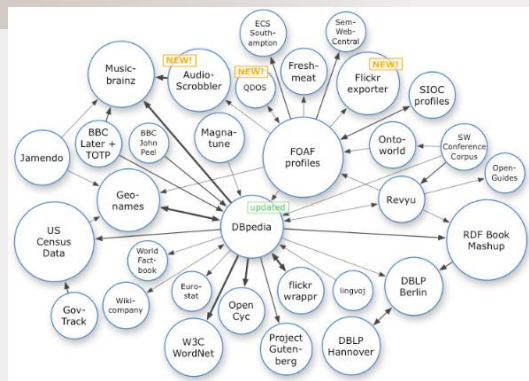 ECS
South-
ampton
Sem-
Web-
Central
NEW!
Music-
brainz
Audio-
Scrobbler
NEW!
QDOS
Fresh-
meat
NEW!
Flickr
exporter
SIOC
profiles
BBC
Later +
TOTP
BBC
John
Peel
Magna-
tune
FOAF
profiles
Onto-
world
SW
Conference
Corpus
Jamendo
Open-
Guides
Geo-
names
updated
DBpedia
Revyu
US
Census
Data
World
Fact-
book
RDF Book
Mashup
Gov-
Track
Wiki-
company
Euro-
stat
Open
Cyc
flickr
wrappr
lingvoj
DBLP
Berlin
W3C
WordNet
Project
Guten-
berg
DBLP
Hannover